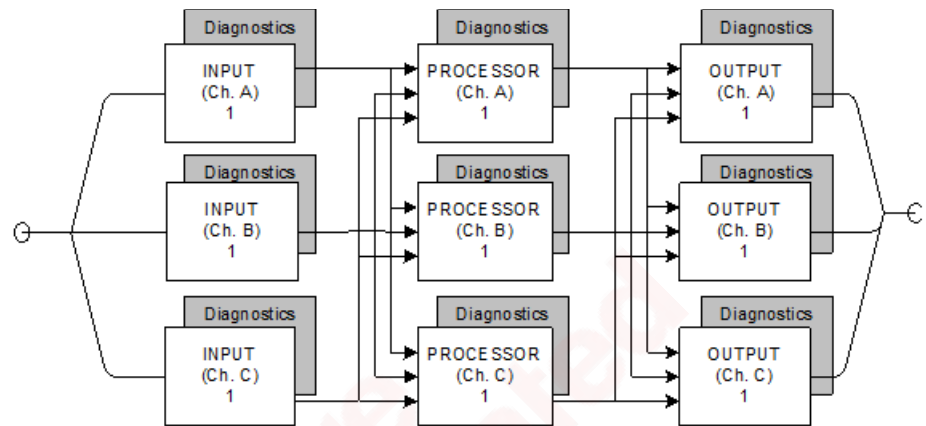 Diagnostics
Diagnostics
Diagnostics
INPUT
(Ch. A)
1
PROCESSOR
(Ch. A)
1
OUTPUT
(Ch. A)
1
Diagnostics
Diagnostics
Diagnostics
INPUT
(Ch. B)
1
PROCESSOR
(Ch. B)
1
OUTPUT
(Ch. B)
1
Diagnostics
Diagnostics
Diagnostics
INPUT
(Ch. C)
1
PROCESSOR
(Ch. C)
1
OUTPUT
(Ch. C)
1